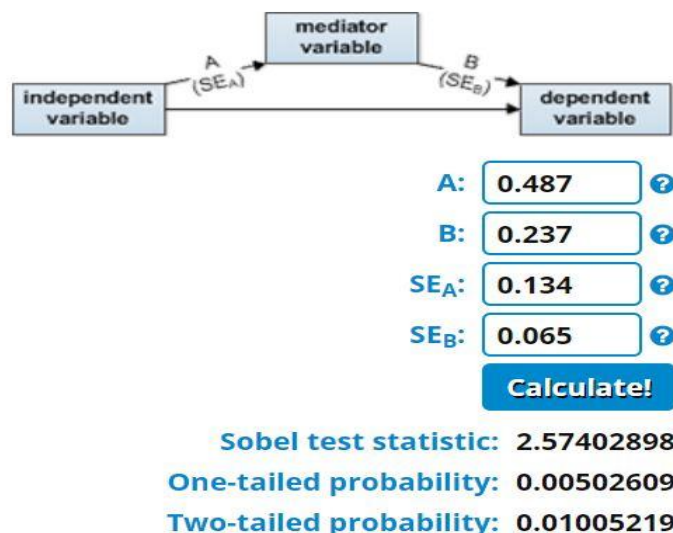 mediator
variable
A
(SEA)
B
(SEB)
independent
variable
dependent
variable
A: 0.487 ?
B: 0.237 ?
SEA: 0.134 ?
SEB: 0.065 ?
Calculate!
Sobel test statistic: 2.57402898
One-tailed probability: 0.00502609
Two-tailed probability: 0.01005219